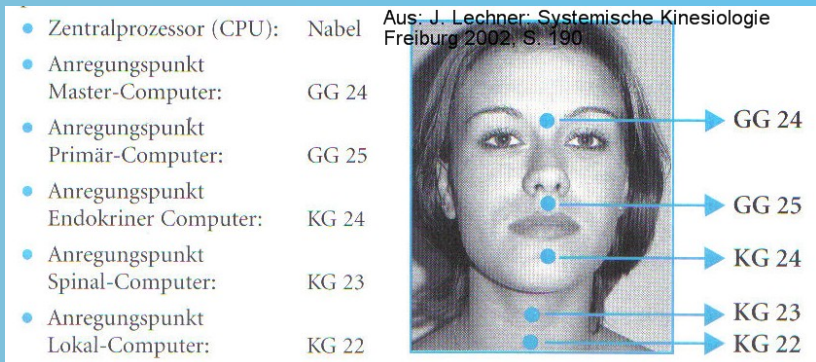 Aus: J. Lechner: Systemische Kinesiologie
Freiburg 2002, S. 190
Zentralprozessor (CPU): Nabel
Anregungspunkt
Master-Computer: GG 24
Anregungspunkt
Primär-Computer: GG 25
Anregungspunkt
Endokriner Computer: KG 24
Anregungspunkt
Spinal-Computer: KG 23
Anregungspunkt
Lokal-Computer: KG 22
GG 24
GG 25
KG 24
KG 23
KG 22